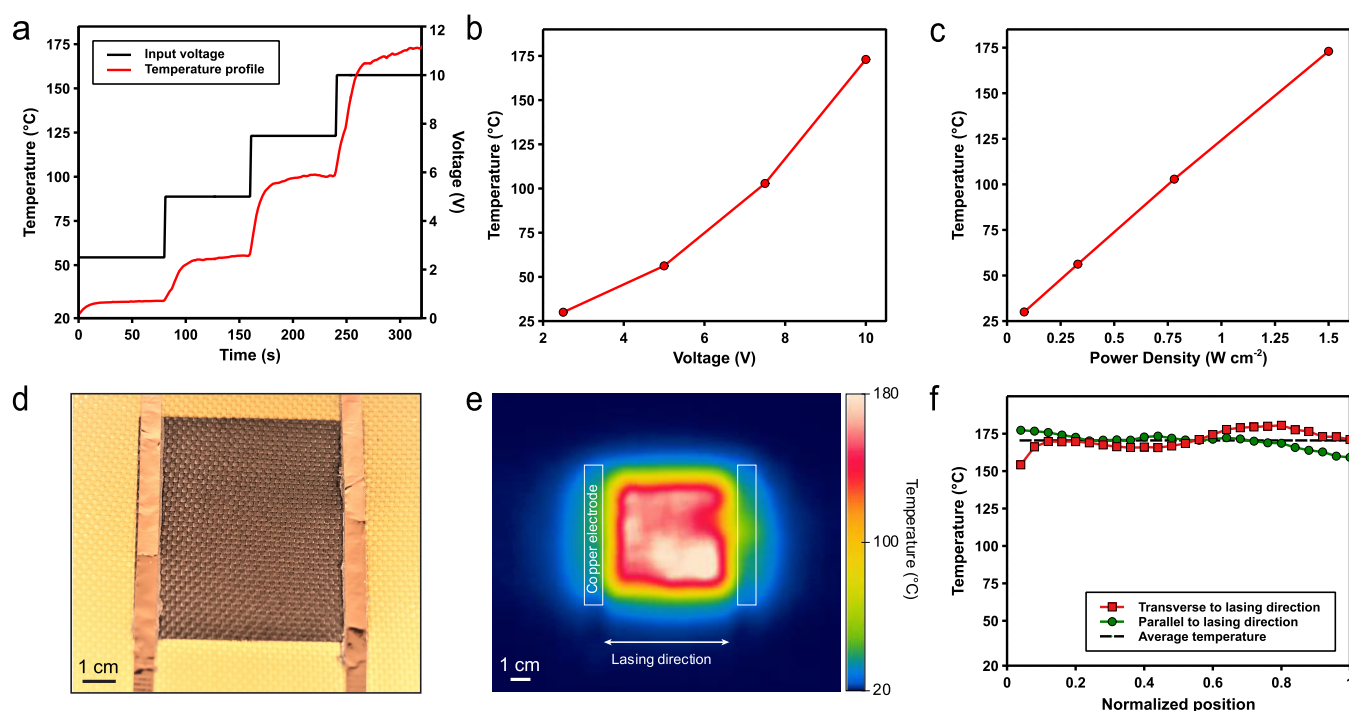 a
Input voltage
Temperature profile
Temperature (°C)
175
150
125
100
75
50
20
12
10
8
6
4
2
0
Voltage (V)
0
50
100
150
200
250
300
Time (s)
b
Temperature (°C)
175
150
125
100
75
50
25
2
4
6
8
10
Voltage (V)
c
Temperature (°C)
175
150
125
100
75
50
25
0
0.25
0.5
0.75
1
1.25
1.5
Power Density (W cm⁻²)
d
1 cm
e
Copper electrode
Lasing direction
1 cm
180
100
20
Temperature (°C)
f
Temperature (°C)
175
150
125
100
75
50
20
Transverse to lasing direction
Parallel to lasing direction
Average temperature
0
0.2
0.4
0.6
0.8
1
Normalized position